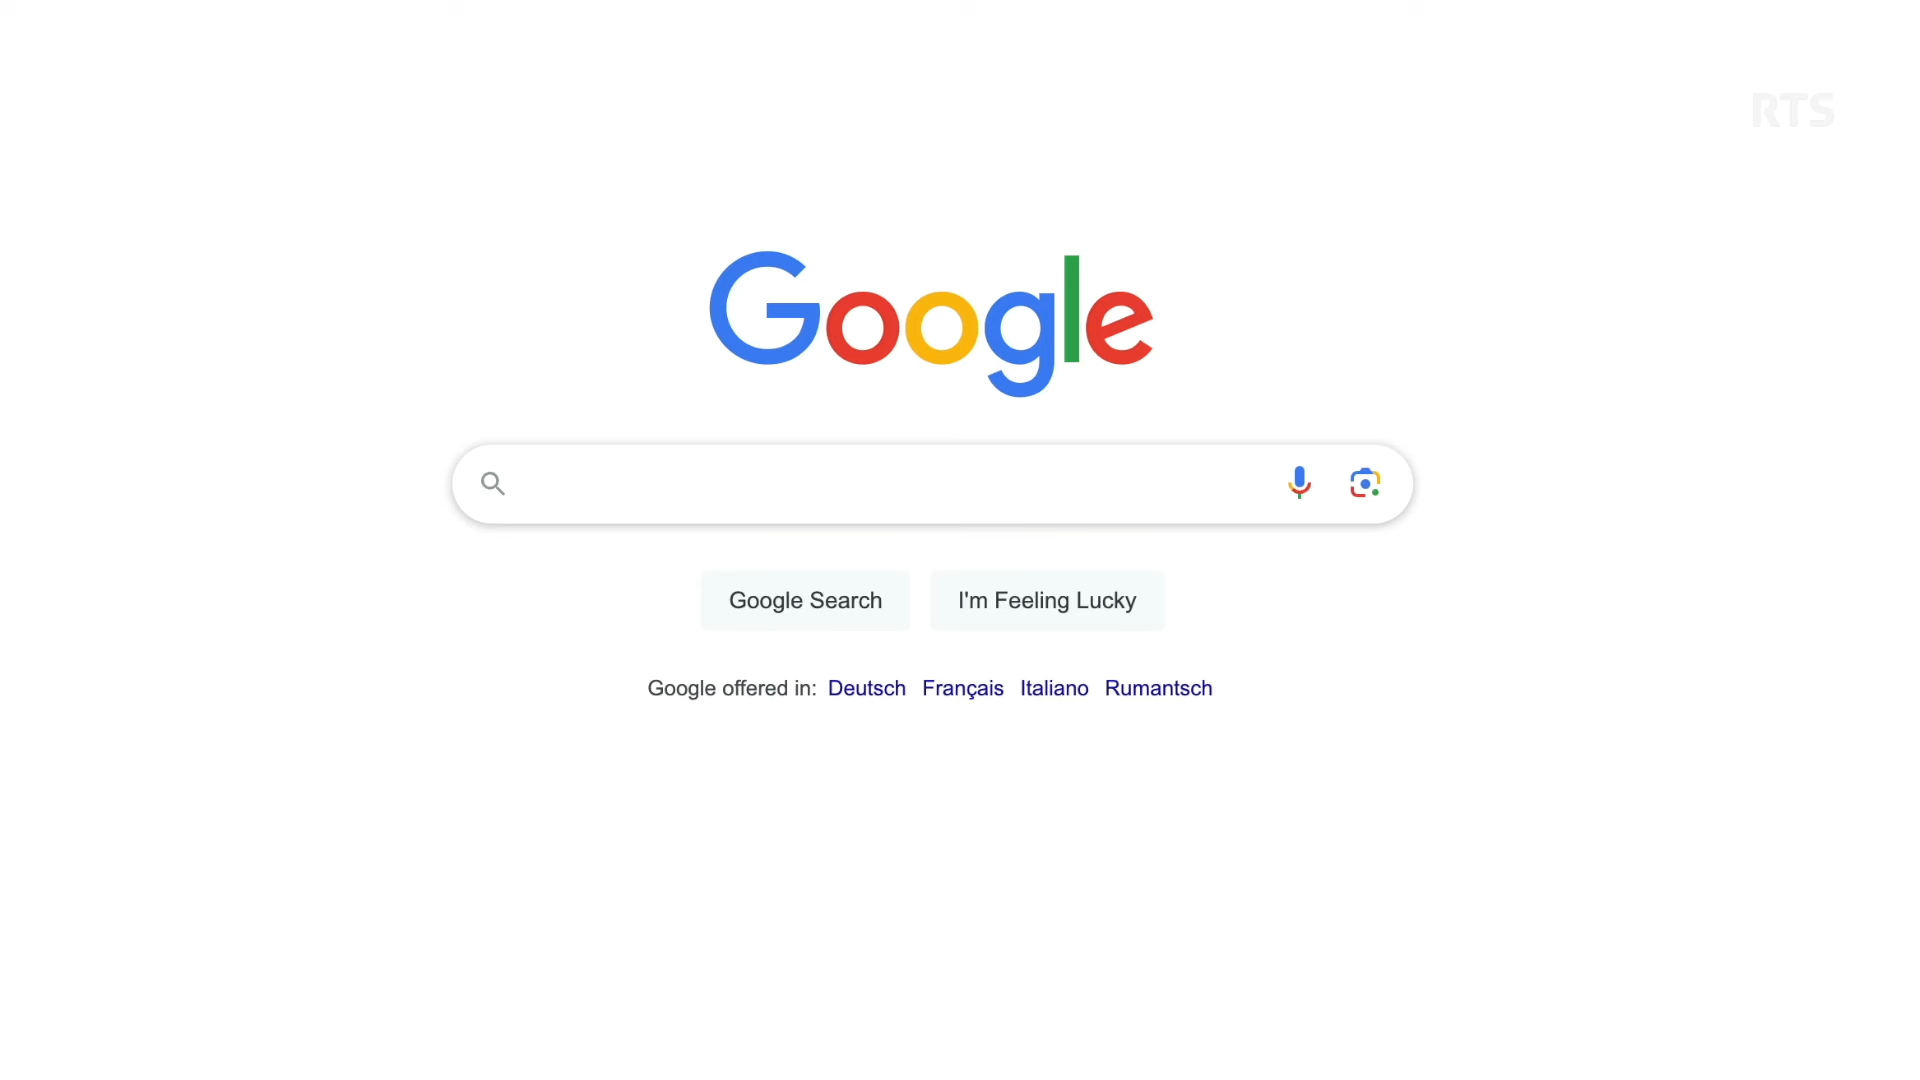 RTS
Google
Google Search
I'm Feeling Lucky
Google offered in: Deutsch Français Italiano Rumantsch